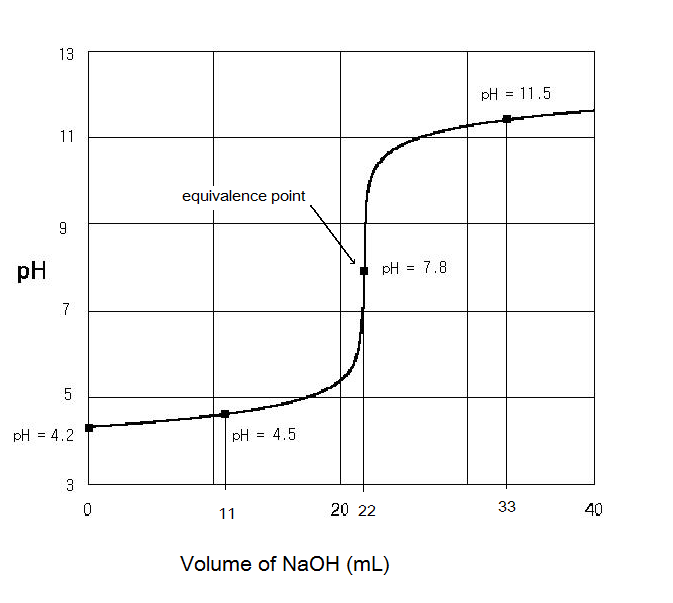 13
pH = 11.5
11
equivalence point
9
pH
pH = 7.8
7
5
pH = 4.2
pH = 4.5
3
0
11
20
22
33
40
Volume of NaOH (mL)